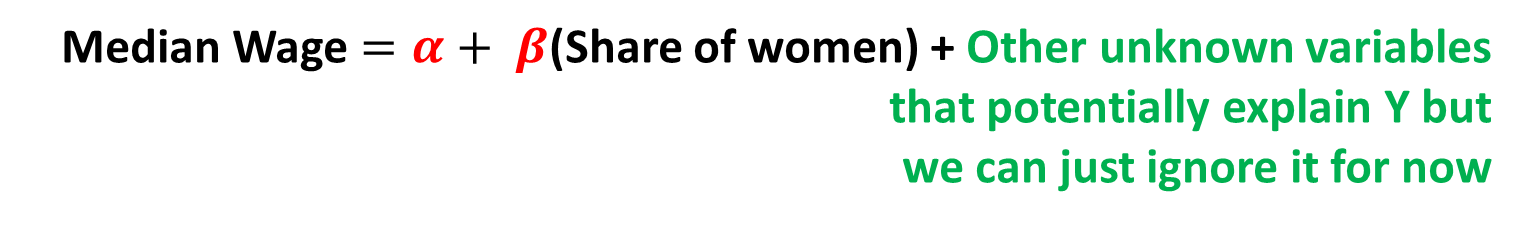 Median Wage = α + β(Share of women) + Other unknown variables
that potentially explain Y but
we can just ignore it for now